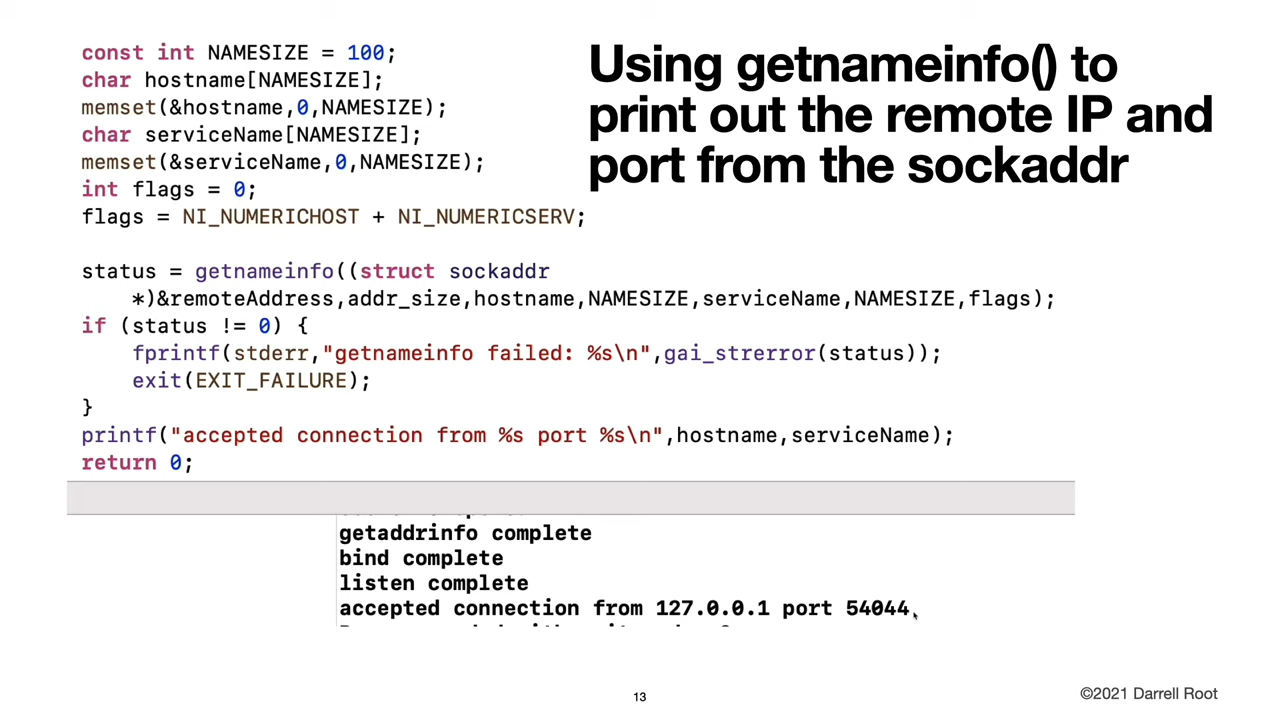 const int NAMESIZE = 100;
char hostname[NAMESIZE];
memset(&hostname,0,NAMESIZE);
char serviceName[NAMESIZE];
memset(&serviceName,0,NAMESIZE);
int flags = 0;
flags = NI_NUMERICHOST + NI_NUMERICSERV;
Using getnameinfo() to
print out the remote IP and
port from the sockaddr
status = getnameinfo((struct sockaddr
*)&remoteAddress,addr_size,hostname,NAMESIZE,serviceName,NAMESIZE,flags);
if (status != 0) {
fprintf(stderr,"getnameinfo failed: %s\n",gai_strerror(status));
exit(EXIT_FAILURE);
}
printf("accepted connection from %s port %s\n",hostname,serviceName);
return 0;
getaddrinfo complete
bind complete
listen complete
accepted connection from 127.0.0.1 port 54044
13
©2021 Darrell Root